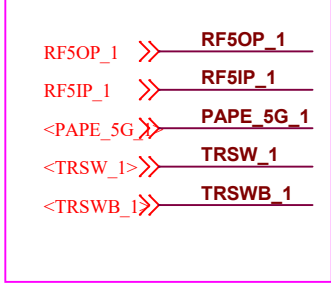 RF5OP_1 RF5OP_1
RF5IP_1 RF5IP_1
<PAPE_5G_1> PAPE_5G_1
<TRSW_1> TRSW_1
<TRSWB_1> TRSWB_1